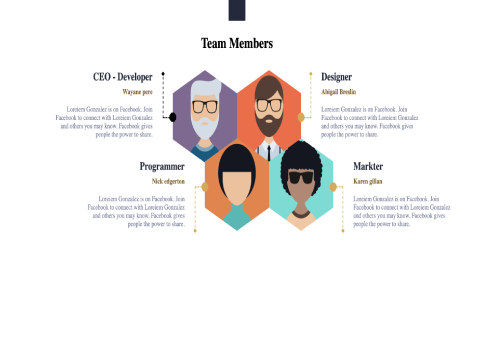 Team Members
CEO - Developer
Wayane pero
Loreiem Gonzalez is on Facebook. Join
Facebook to connect with Loreiem Gonzalez
and others you may know. Facebook gives
people the power to share.
Designer
Abigail Breslin
Loreiem Gonzalez is on Facebook. Join
Facebook to connect with Loreiem Gonzalez
and others you may know. Facebook gives
people the power to share.
Programmer
Nick edgerton
Loreiem Gonzalez is on Facebook. Join
Facebook to connect with Loreiem Gonzalez
and others you may know. Facebook gives
people the power to share.
Markter
Karen gillan
Loreiem Gonzalez is on Facebook. Join
Facebook to connect with Loreiem Gonzalez
and others you may know. Facebook gives
people the power to share.